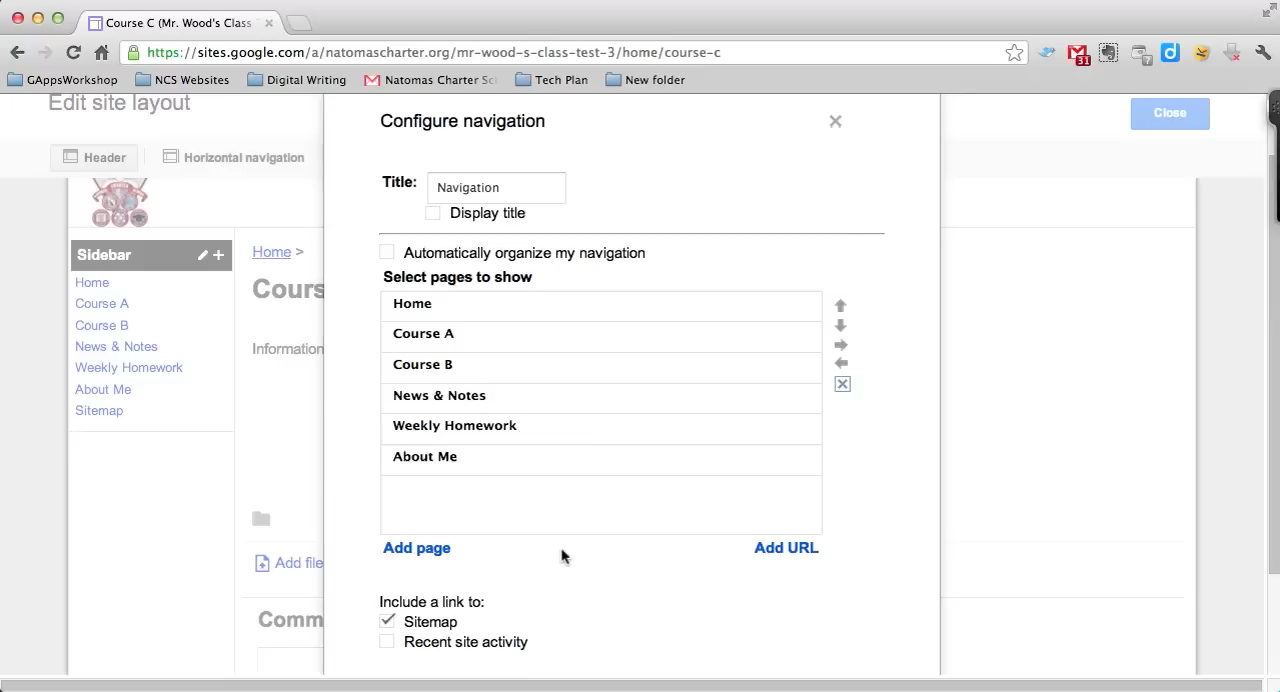 Course C (Mr. Wood's Class
https://sites.google.com/a/natomascharter.org/mr-wood-s-class-test-3/home/course-c
31
7
GAppsWorkshop NCS Websites Digital Writing Natomas Charter Sc Tech Plan New folder
Edit site layout
Close
Configure navigation
Header Horizontal navigation
Title: Navigation
Display title
Sidebar
Home
Course A
Course B
News & Notes
Weekly Homework
About Me
Sitemap
Home >
Cours
Information
Add file
Comm
Automatically organize my navigation
Select pages to show
Home
Course A
Course B
News & Notes
Weekly Homework
About Me
Add page Add URL
Include a link to:
Sitemap
Recent site activity